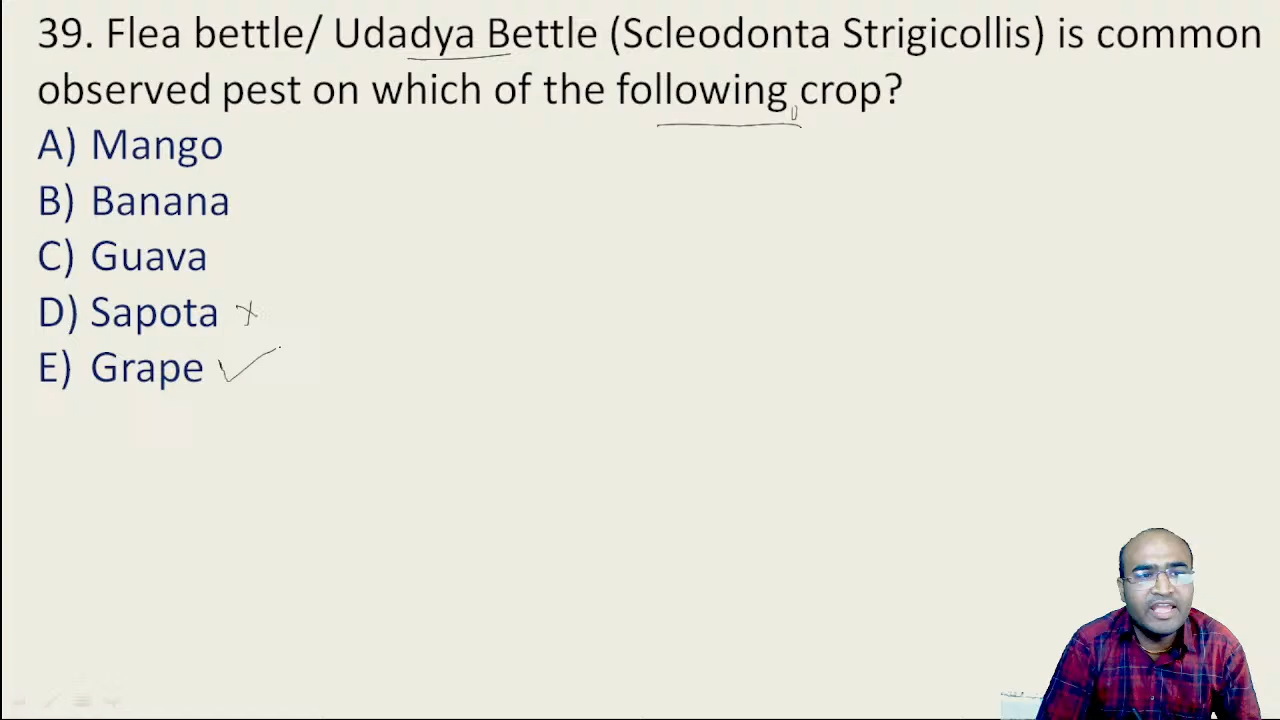 39. Flea bettle/ Udadya Bettle (Scleodonta Strigicollis) is common
observed pest on which of the following crop?
A) Mango
B) Banana
C) Guava
D) Sapota
E) Grape